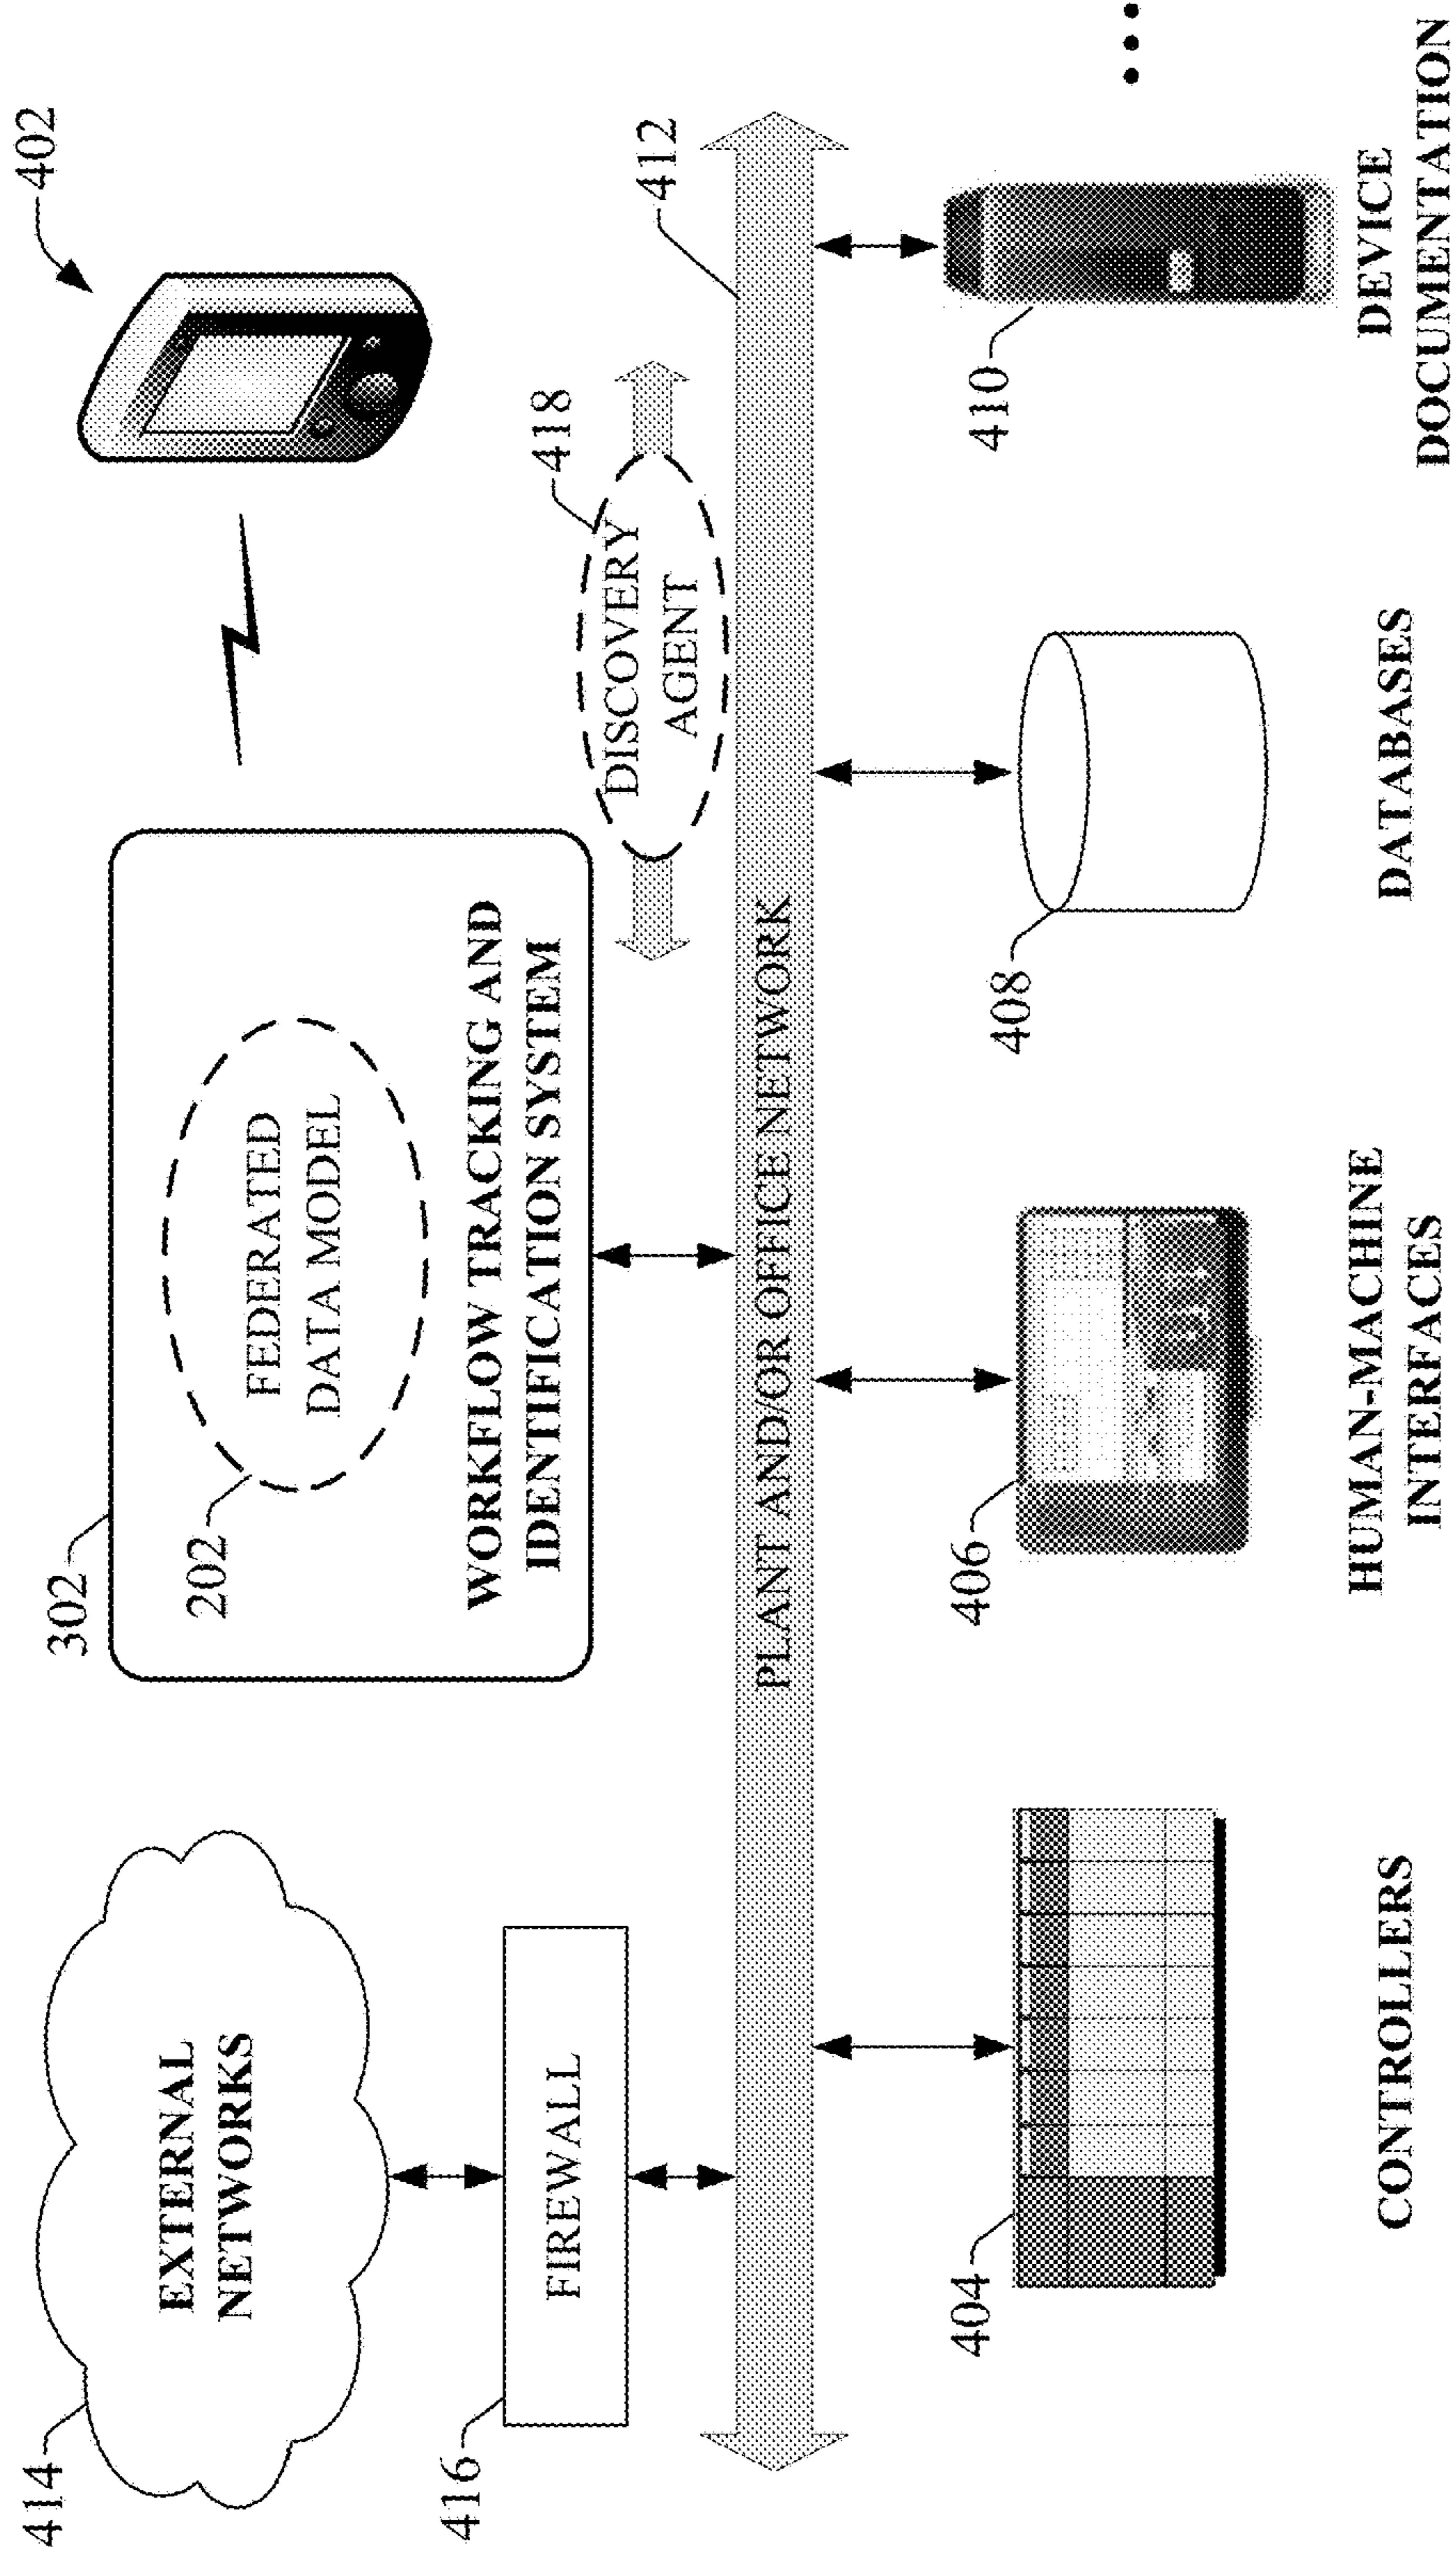 414
EXTERNAL
NETWORKS
416
FIREWALL
302
202
FEDERATED
DATA MODEL
WORKFLOW TRACKING AND
IDENTIFICATION SYSTEM
402
418
DISCOVERY
AGENT
412
PLANT AND/OR OFFICE NETWORK
404
CONTROLLERS
406
HUMAN-MACHINE
INTERFACES
408
DATABASES
410
DEVICE
DOCUMENTATION